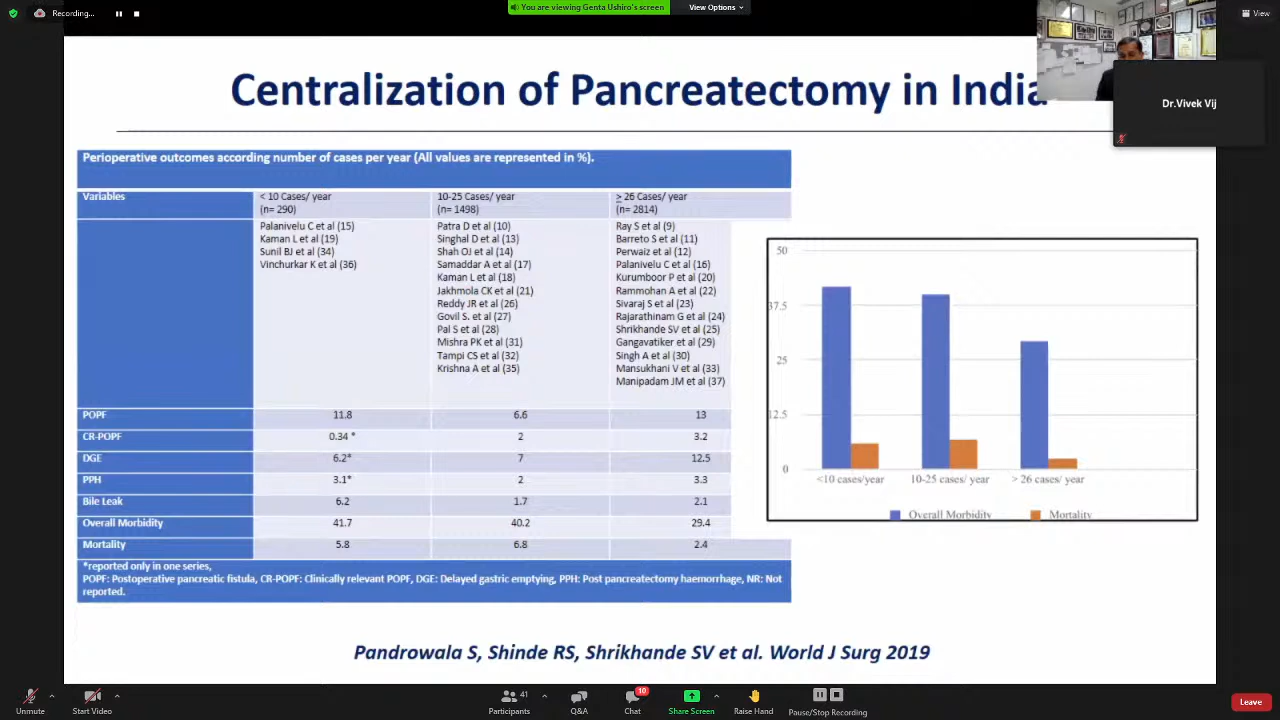 Recording...
You are viewing Genta Ushiro's screen
View Options
View
Centralization of Pancreatectomy in India
Dr.Vivek Vij
Perioperative outcomes according number of cases per year (All values are represented in %).
Variables
< 10 Cases/ year
(n= 290)
10-25 Cases/ year
(n= 1498)
≥ 26 Cases/ year
(n= 2814)
Palanivelu C et al (15)
Kaman L et al (19)
Sunil BJ et al (34)
Vinchurkar K et al (36)
Patra D et al (10)
Singhal D et al (13)
Shah OJ et al (14)
Samaddar A et al (17)
Kaman L et al (18)
Jakhmola CK et al (21)
Reddy JR et al (26)
Govil S. et al (27)
Pal S et al (28)
Mishra PK et al (31)
Tampi CS et al (32)
Krishna A et al (35)
Ray S et al (9)
Barreto S et al (11)
Perwaiz et al (12)
Palanivelu C et al (16)
Kurumboor P et al (20)
Rammohan A et al (22)
Sivaraj S et al (23)
Rajarathinam G et al (24)
Shrikhande SV et al (25)
Gangavatiker et al (29)
Singh A et al (30)
Mansukhani V et al (33)
Manipadam JM et al (37)
POPF 11.8 6.6 13
CR-POPF 0.34 * 2 3.2
DGE 6.2* 7 12.5
PPH 3.1* 2 3.3
Bile Leak 6.2 1.7 2.1
Overall Morbidity 41.7 40.2 29.4
Mortality 5.8 6.8 2.4
*reported only in one series,
POPF: Postoperative pancreatic fistula, CR-POPF: Clinically relevant POPF, DGE: Delayed gastric emptying, PPH: Post pancreatectomy haemorrhage, NR: Not
reported.
50
37.5
25
12.5
0
<10 cases/year 10-25 cases/ year > 26 cases/ year
Overall Morbidity Mortality
Pandrowala S, Shinde RS, Shrikhande SV et al. World J Surg 2019
Unmute
Start Video
Participants
41
Q&A
Chat
10
Share Screen
Raise Hand
Pause/Stop Recording
Leave